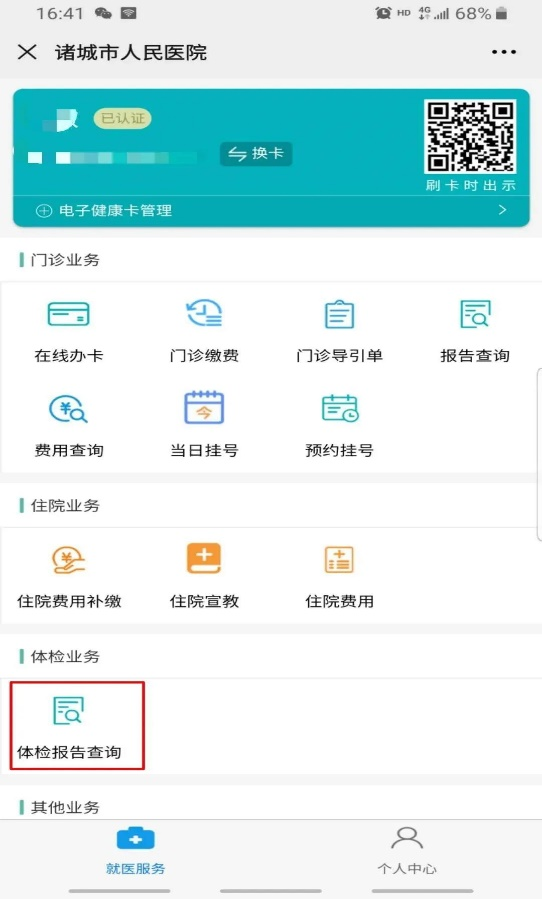 16:41 HD 4G 68%
诸城市人民医院
已认证
换卡
刷卡时出示
电子健康卡管理
门诊业务
在线办卡 门诊缴费 门诊导引单 报告查询
今
费用查询 当日挂号 预约挂号
住院业务
住院费用补缴 住院宣教 住院费用
体检业务
体检报告查询
其他业务
就医服务 个人中心